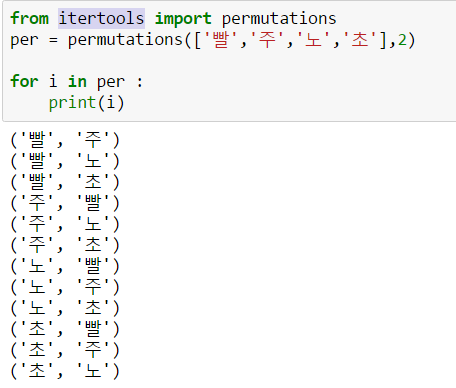 from itertools import permutations
per = permutations(['빨','주','노','초'],2)
for i in per :
    print(i)
('빨', '주')
('빨', '노')
('빨', '초')
('주', '빨')
('주', '노')
('주', '초')
('노', '빨')
('노', '주')
('노', '초')
('초', '빨')
('초', '주')
('초', '노')